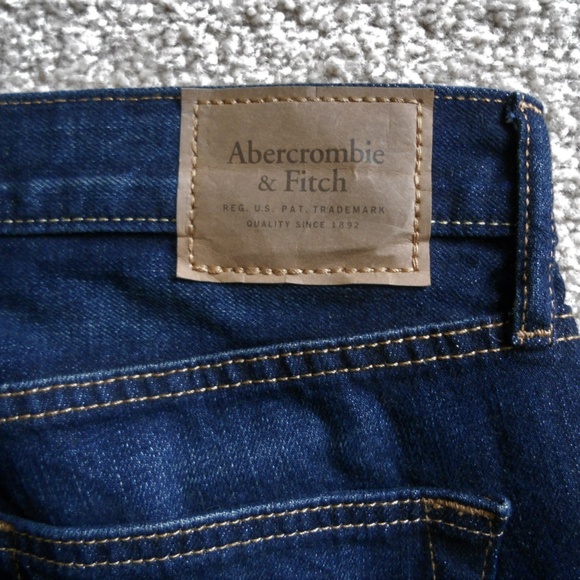 Abercrombie
& Fitch
REG. U.S. PAT. TRADEMARK
QUALITY SINCE 1892